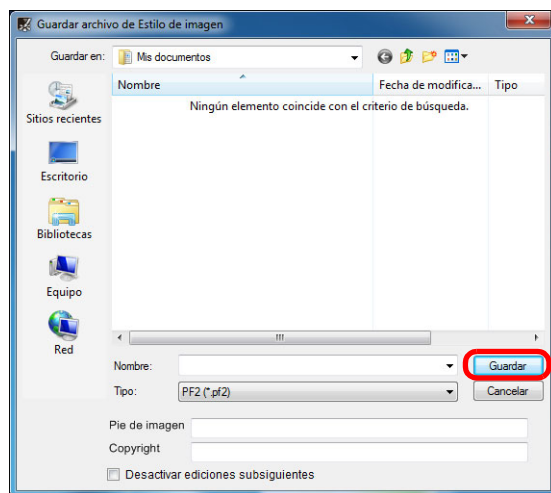 Guardar archivo de Estilo de imagen
Guardar en: Mis documentos
Nombre Fecha de modifica... Tipo
Ningún elemento coincide con el criterio de búsqueda.
Sitios recientes
Escritorio
Bibliotecas
Equipo
Red
Nombre: Guardar
Tipo: PF2 (*.pf2) Cancelar
Pie de imagen
Copyright
Desactivar ediciones subsiguientes